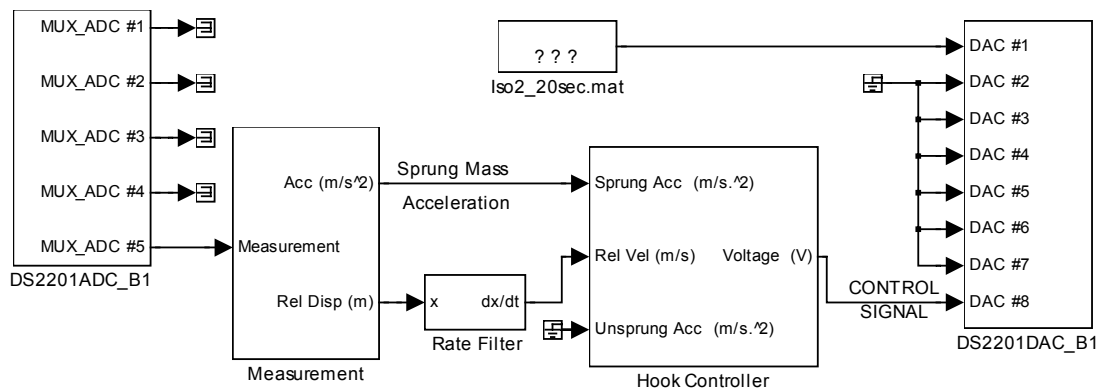 MUX_ADC #1
MUX_ADC #2
MUX_ADC #3
MUX_ADC #4
MUX_ADC #5
DS2201ADC_B1
Acc (m/s^2)
Measurement
Rel Disp (m)
Measurement
Sprung Mass
Acceleration
x dx/dt
Rate Filter
? ? ?
Iso2_20sec.mat
Sprung Acc (m/s.^2)
Rel Vel (m/s)
Voltage (V)
Unsprung Acc (m/s.^2)
Hook Controller
CONTROL
SIGNAL
DAC #1
DAC #2
DAC #3
DAC #4
DAC #5
DAC #6
DAC #7
DAC #8
DS2201DAC_B1